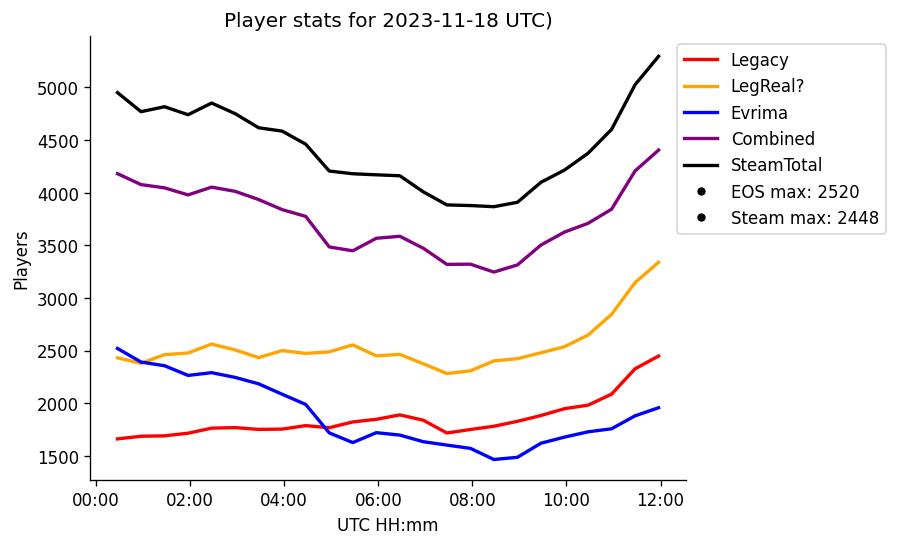 Player stats for 2023-11-18 UTC)
Players
5000
4500
4000
3500
3000
2500
2000
1500
00:00 02:00 04:00 06:00 08:00 10:00 12:00
UTC HH:mm
Legacy
LegReal?
Evrima
Combined
SteamTotal
EOS max: 2520
Steam max: 2448